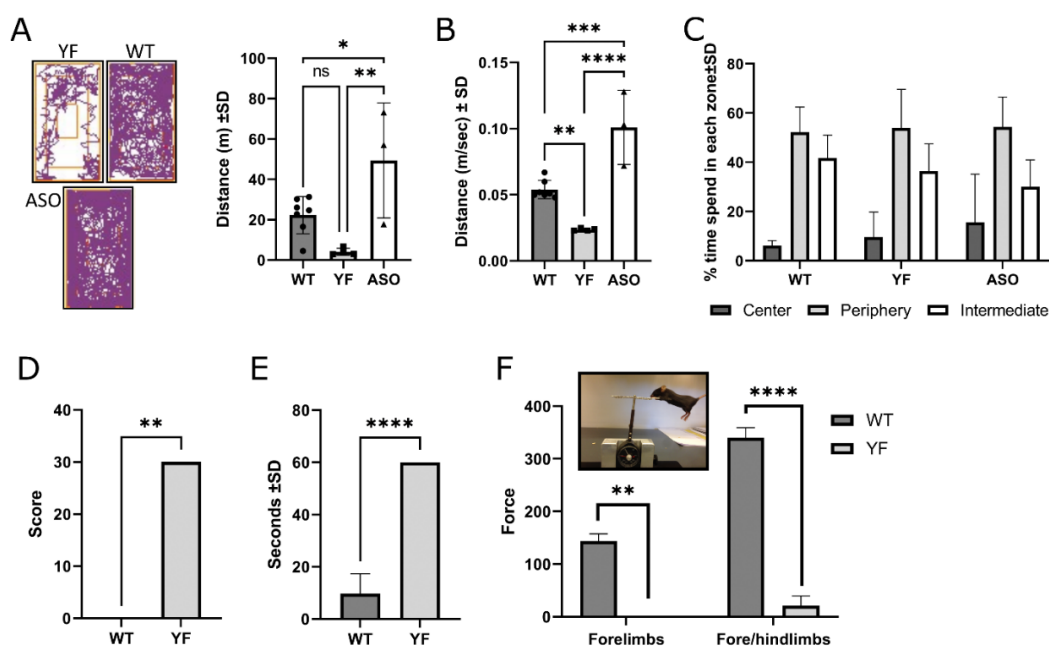 A
YF
WT
ASO
Distance (m) ±SD
100
80
60
40
20
0
*
ns
**
WT
YF
ASO
B
Distance (m/sec) ± SD
0.15
0.10
0.05
0.00
***
****
**
WT
YF
ASO
C
% time spend in each zone±SD
80
60
40
20
0
WT
YF
ASO
Center
Periphery
Intermediate
D
Score
40
30
20
10
0
**
WT
YF
E
Seconds ±SD
80
60
40
20
0
****
WT
YF
F
Force
400
300
200
100
0
**
****
Forelimbs
Fore/hindlimbs
WT
YF